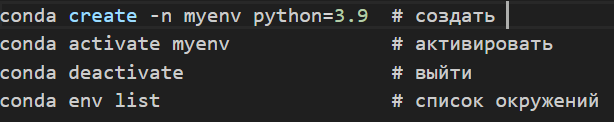 conda create -n myenv python=3.9  # создать
conda activate myenv              # активировать
conda deactivate                  # выйти
conda env list                    # список окружений